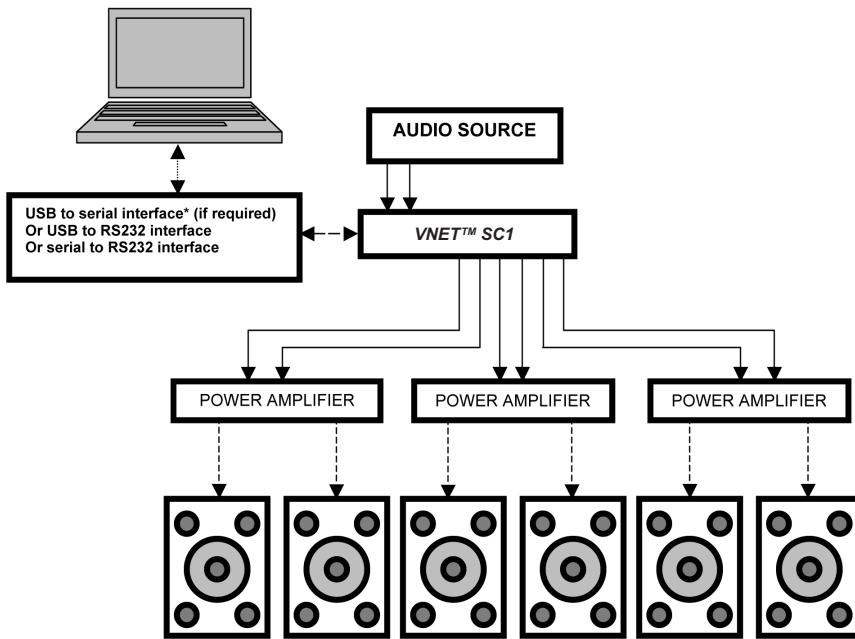 AUDIO SOURCE
USB to serial interface* (if required)
Or USB to RS232 interface
Or serial to RS232 interface
VNET™ SC1
POWER AMPLIFIER
POWER AMPLIFIER
POWER AMPLIFIER